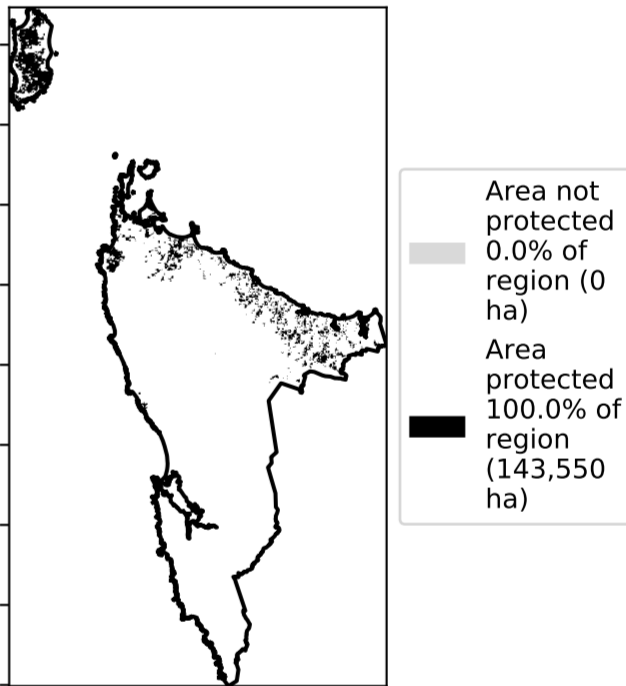 Area not
protected
0.0% of
region (0
ha)
Area
protected
100.0% of
region
(143,550
ha)